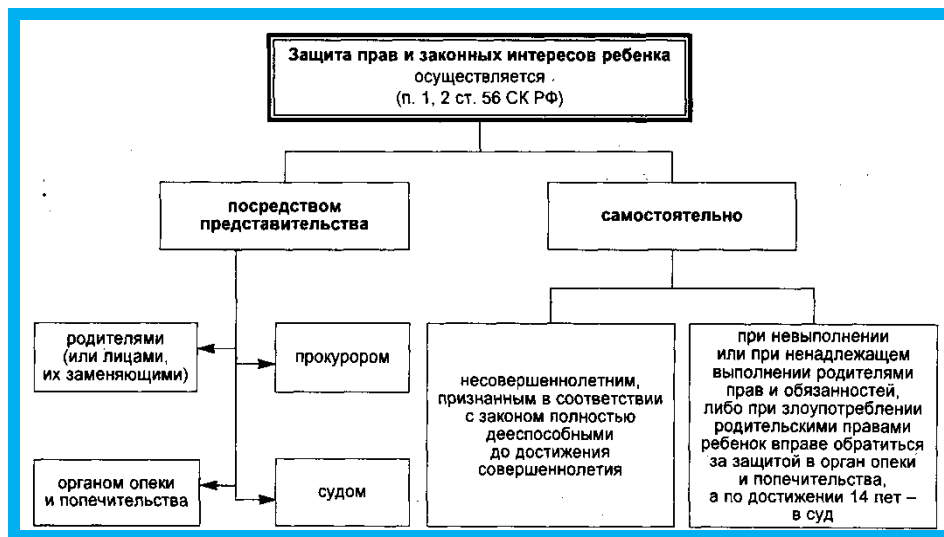 Защита прав и законных интересов ребенка
осуществляется
(п. 1, 2 ст. 56 СК РФ)
посредством
представительства
самостоятельно
родителями
(или лицами,
их заменяющими)
прокурором
органом опеки
и попечительства
судом
несовершеннолетним,
признанным в соответствии
с законом полностью
дееспособными
до достижения
совершеннолетия
при невыполнении
или при ненадлежащем
выполнении родителями
прав и обязанностей,
либо при злоупотреблении
родительскими правами
ребенок вправе обратиться
за защитой в орган опеки
и попечительства,
а по достижении 14 лет –
в суд